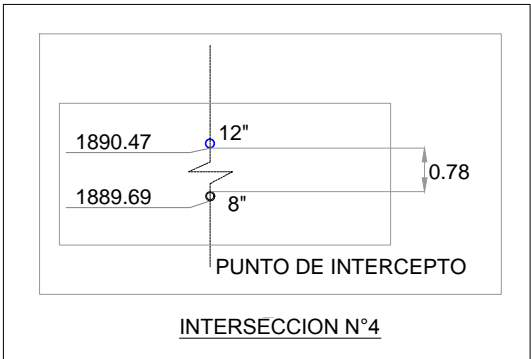 12"
1890.47
0.78
1889.69
8"
PUNTO DE INTERCEPTO
INTERSECCION N°4